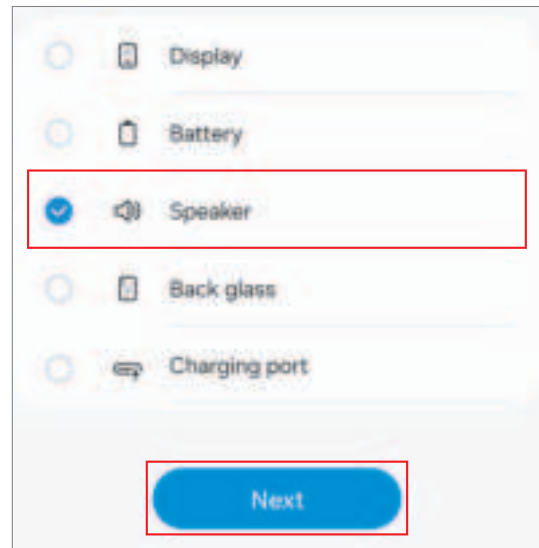 Display
Battery
Speaker
Back glass
Charging port
Next